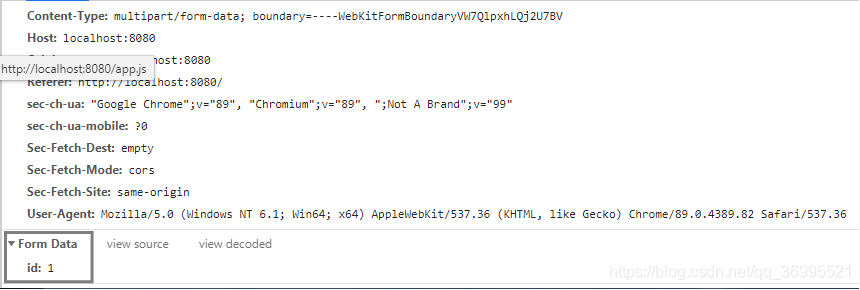 Content-Type: multipart/form-data; boundary=----WebKitFormBoundaryVW7QlpxhLQj2U7BV
Host: localhost:8080
localhost:8080
http://localhost:8080/app.js
Referer: http://localhost:8080/
sec-ch-ua: "Google Chrome";v="89", "Chromium";v="89", ";Not A Brand";v="99"
sec-ch-ua-mobile: ?0
Sec-Fetch-Dest: empty
Sec-Fetch-Mode: cors
Sec-Fetch-Site: same-origin
User-Agent: Mozilla/5.0 (Windows NT 6.1; Win64; x64) AppleWebKit/537.36 (KHTML, like Gecko) Chrome/89.0.4389.82 Safari/537.36
Form Data view source view decoded
id: 1
https://blog.csdn.net/qq_36995521